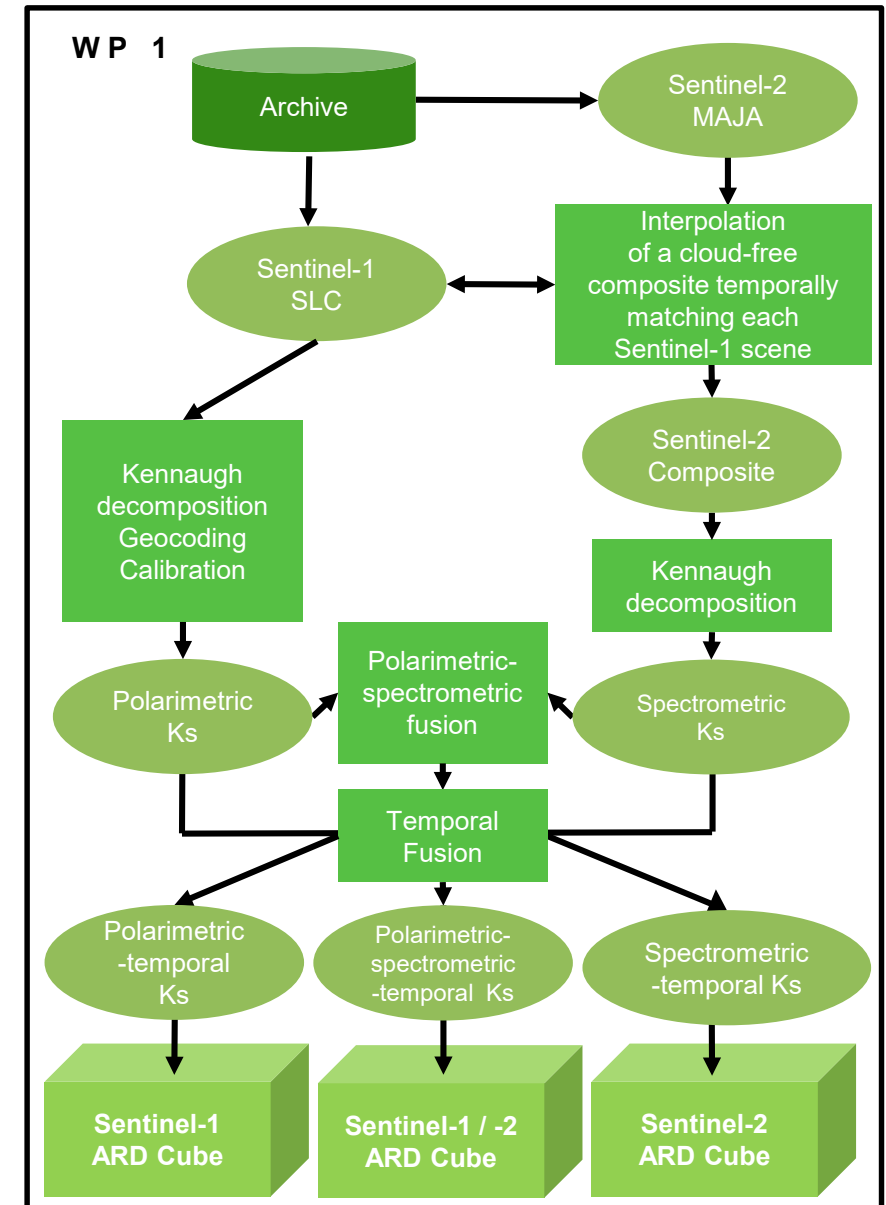 WP 1
Archive
Sentinel-2
MAJA
Sentinel-1
SLC
Interpolation
of a cloud-free
composite temporally
matching each
Sentinel-1 scene
Kennaugh
decomposition
Geocoding
Calibration
Sentinel-2
Composite
Kennaugh
decomposition
Polarimetric
Ks
Polarimetric-
spectrometric
fusion
Spectrometric
Ks
Temporal
Fusion
Polarimetric
-temporal
Ks
Polarimetric-
spectrometric
-temporal Ks
Spectrometric
-temporal Ks
Sentinel-1
ARD Cube
Sentinel-1 / -2
ARD Cube
Sentinel-2
ARD Cube